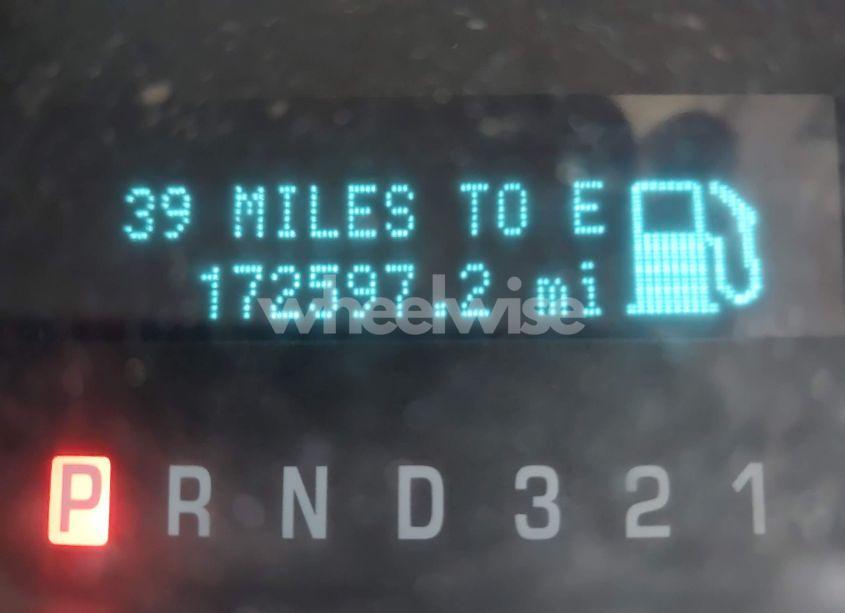 39 MILES TO E
172597.2 mi
wheelwise
P R N D 3 2 1